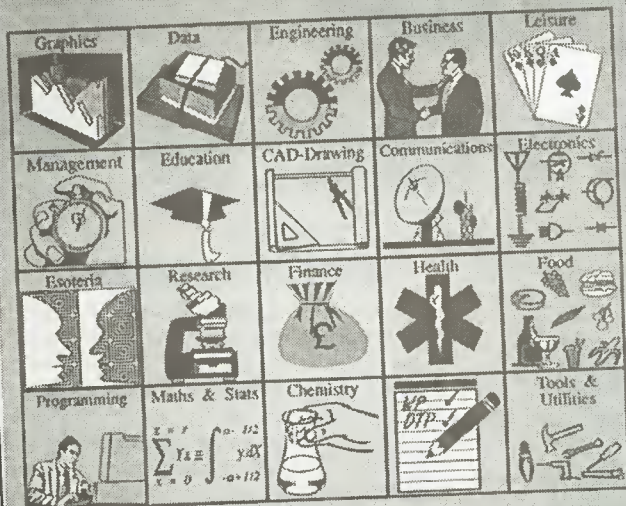 Graphics
Data
Engineering
Business
Leisure
Management
Education
CAD-Drawing
Communications
Electronics
Esoteria
Research
Finance
£
Health
Food
Programming
Maths & Stats
Chemistry
WP ✓
DTP ✓
Tools &
Utilities